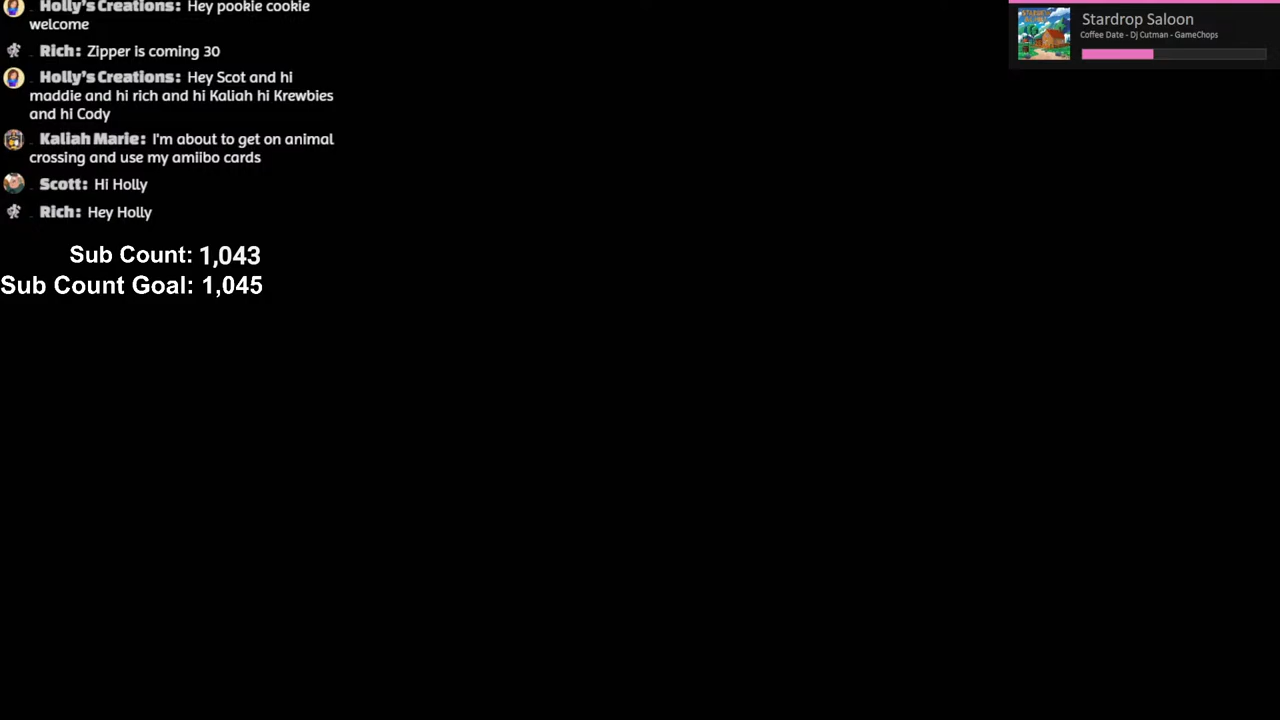 Holly's Creations: Hey pookie cookie
welcome
Rich: Zipper is coming 30
Holly's Creations: Hey Scot and hi
maddie and hi rich and hi Kaliah hi Krewbies
and hi Cody
Kaliah Marie: I'm about to get on animal
crossing and use my amiibo cards
Scott: Hi Holly
Rich: Hey Holly
Sub Count: 1,043
Sub Count Goal: 1,045
Stardrop Saloon
Coffee Date - Dj Cutman - GameChops